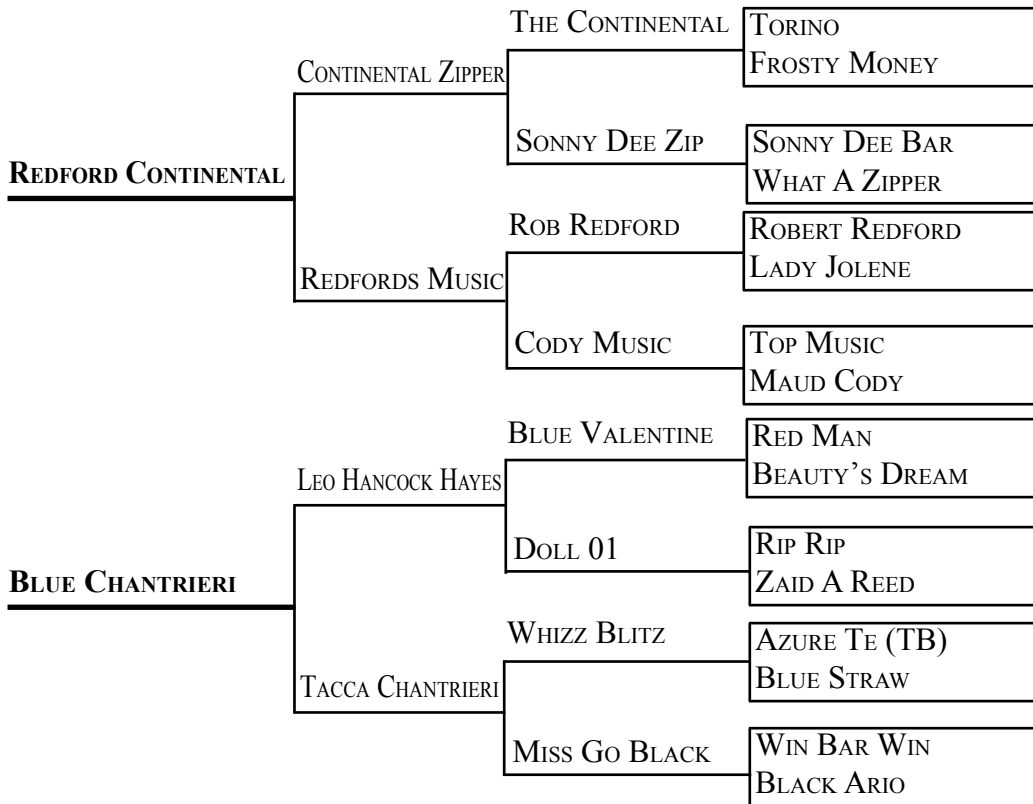 The Continental
Torino
Frosty Money
Continental Zipper
Sonny Dee Zip
Sonny Dee Bar
What A Zipper
Redford Continental
Rob Redford
Robert Redford
Lady Jolene
Redfords Music
Cody Music
Top Music
Maud Cody
Blue Valentine
Red Man
Beauty’s Dream
Leo Hancock Hayes
Doll 01
Rip Rip
Zaid A Reed
Blue Chantrieri
Whizz Blitz
Azure Te (TB)
Blue Straw
Tacca Chantrieri
Miss Go Black
Win Bar Win
Black Ario